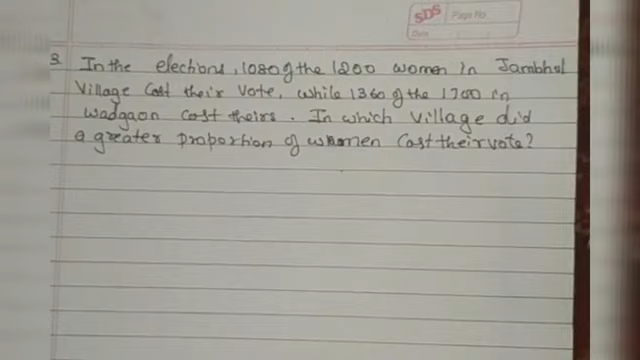 SDS
Page No.
Date
3 In the elections, 1080 of the 1200 women in Jambhul
Village Cast their Vote, while 1360 of the 1700 in
Wadgaon cast theirs. In which village did
a greater proportion of women Cast their vote?